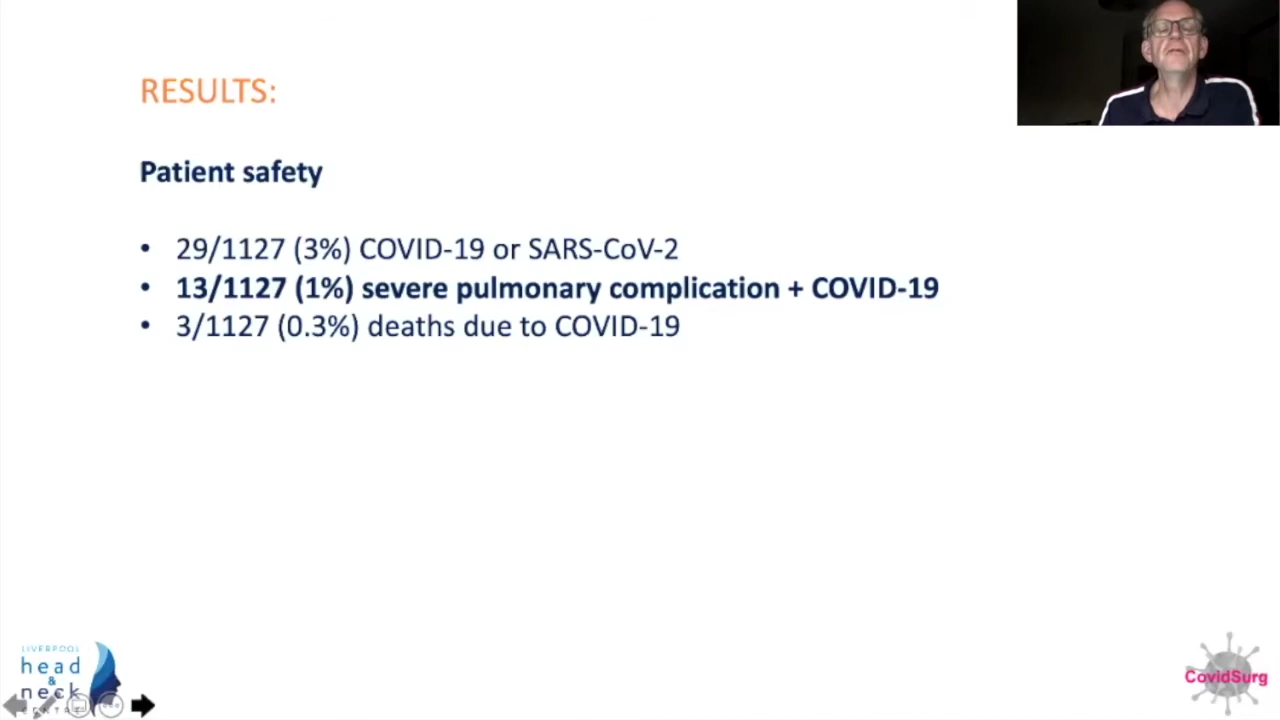 RESULTS:
Patient safety
• 29/1127 (3%) COVID-19 or SARS-CoV-2
• 13/1127 (1%) severe pulmonary complication + COVID-19
• 3/1127 (0.3%) deaths due to COVID-19
LIVERPOOL
head
&
neck
CENTRE
CovidSurg